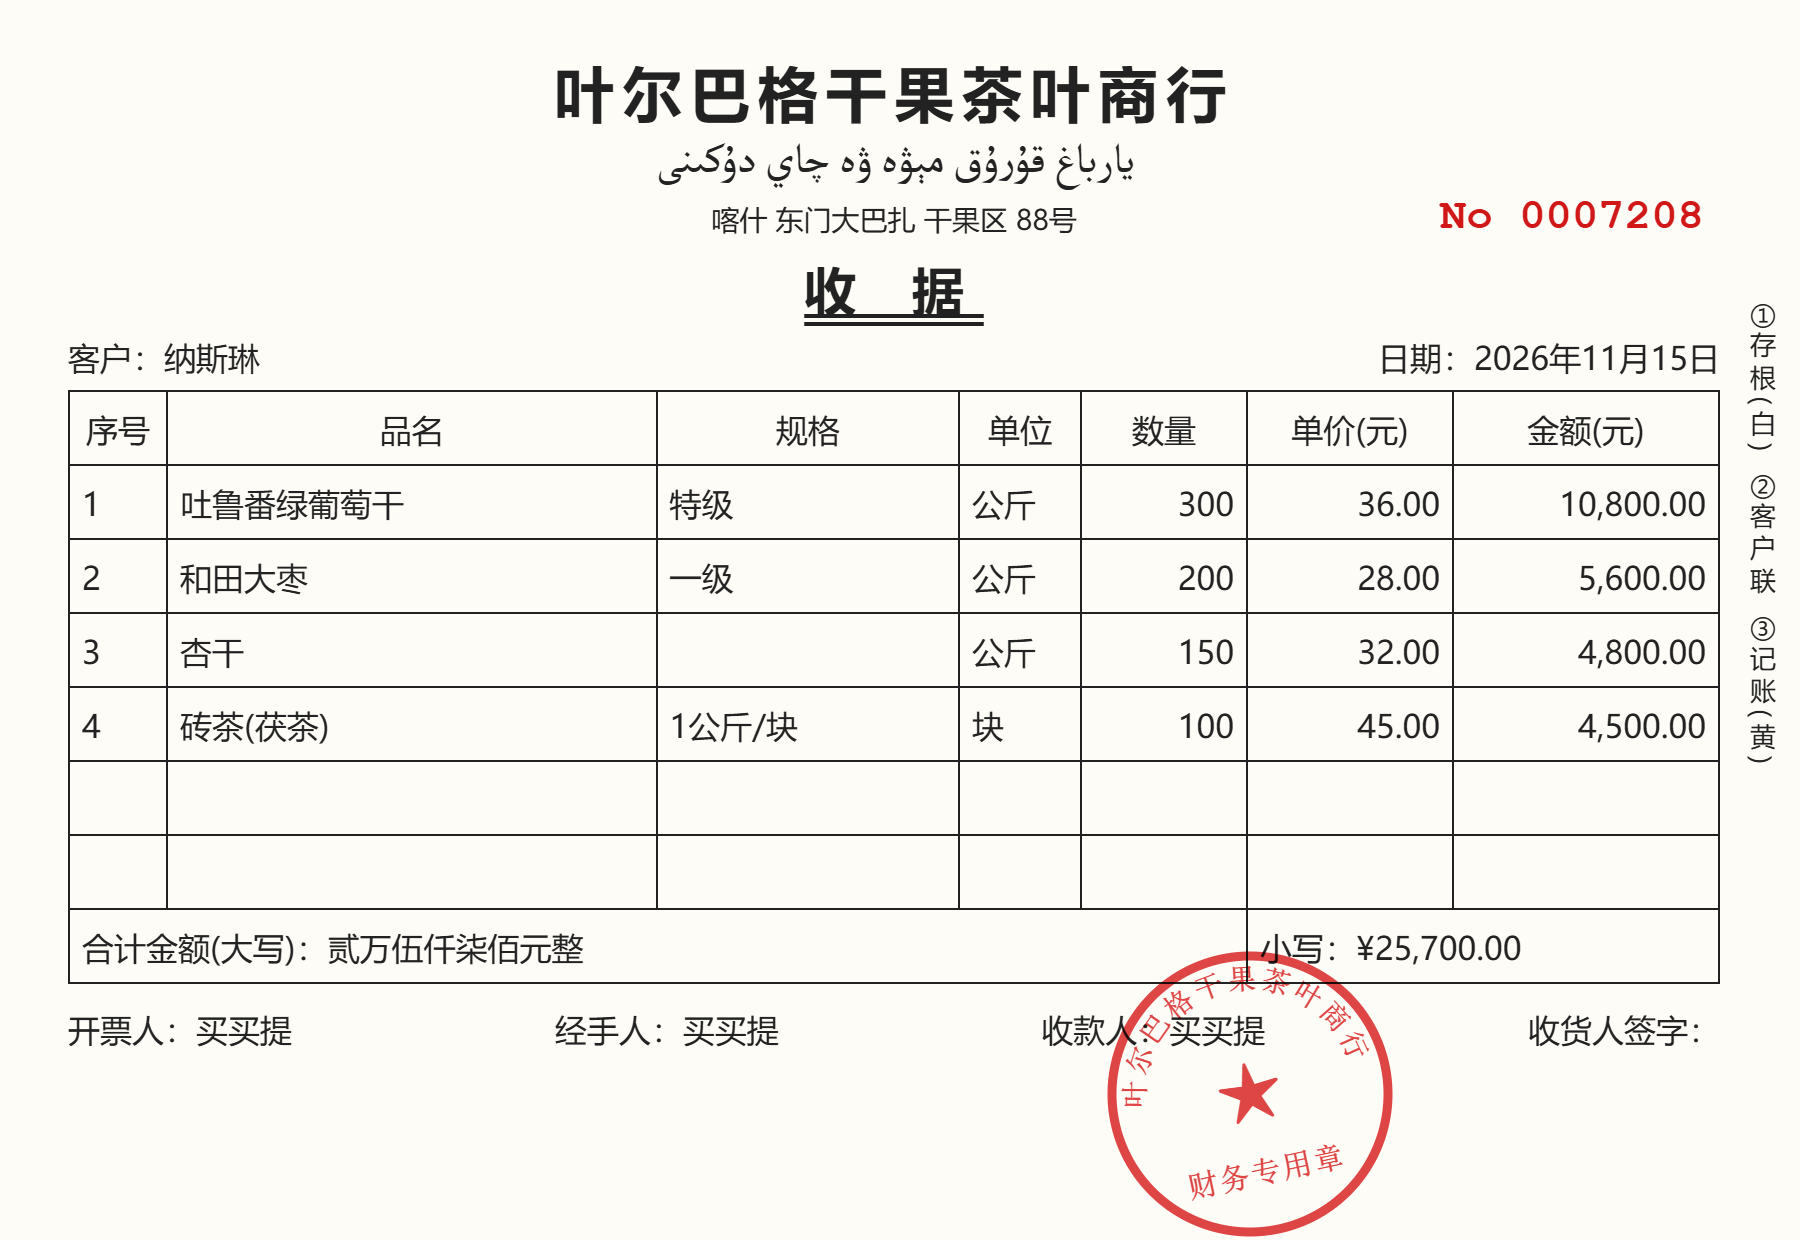 叶尔巴格干果茶叶商行
يارباغ قۇرۇق مېۋە ۋە چاي دۇكىنى
喀什 东门大巴扎 干果区 88号
No 0007208
收 据
客户：纳斯琳 日期：2026年11月15日
序号 品名 规格 单位 数量 单价(元) 金额(元)
1 吐鲁番绿葡萄干 特级 公斤 300 36.00 10,800.00
2 和田大枣 一级 公斤 200 28.00 5,600.00
3 杏干 公斤 150 32.00 4,800.00
4 砖茶(茯茶) 1公斤/块 块 100 45.00 4,500.00
合计金额(大写)：贰万伍仟柒佰元整 小写：¥25,700.00
开票人：买买提 经手人：买买提 收款人：买买提 收货人签字：
叶尔巴格干果茶叶商行
财务专用章
①存根(白) ②客户联 ③记账(黄)